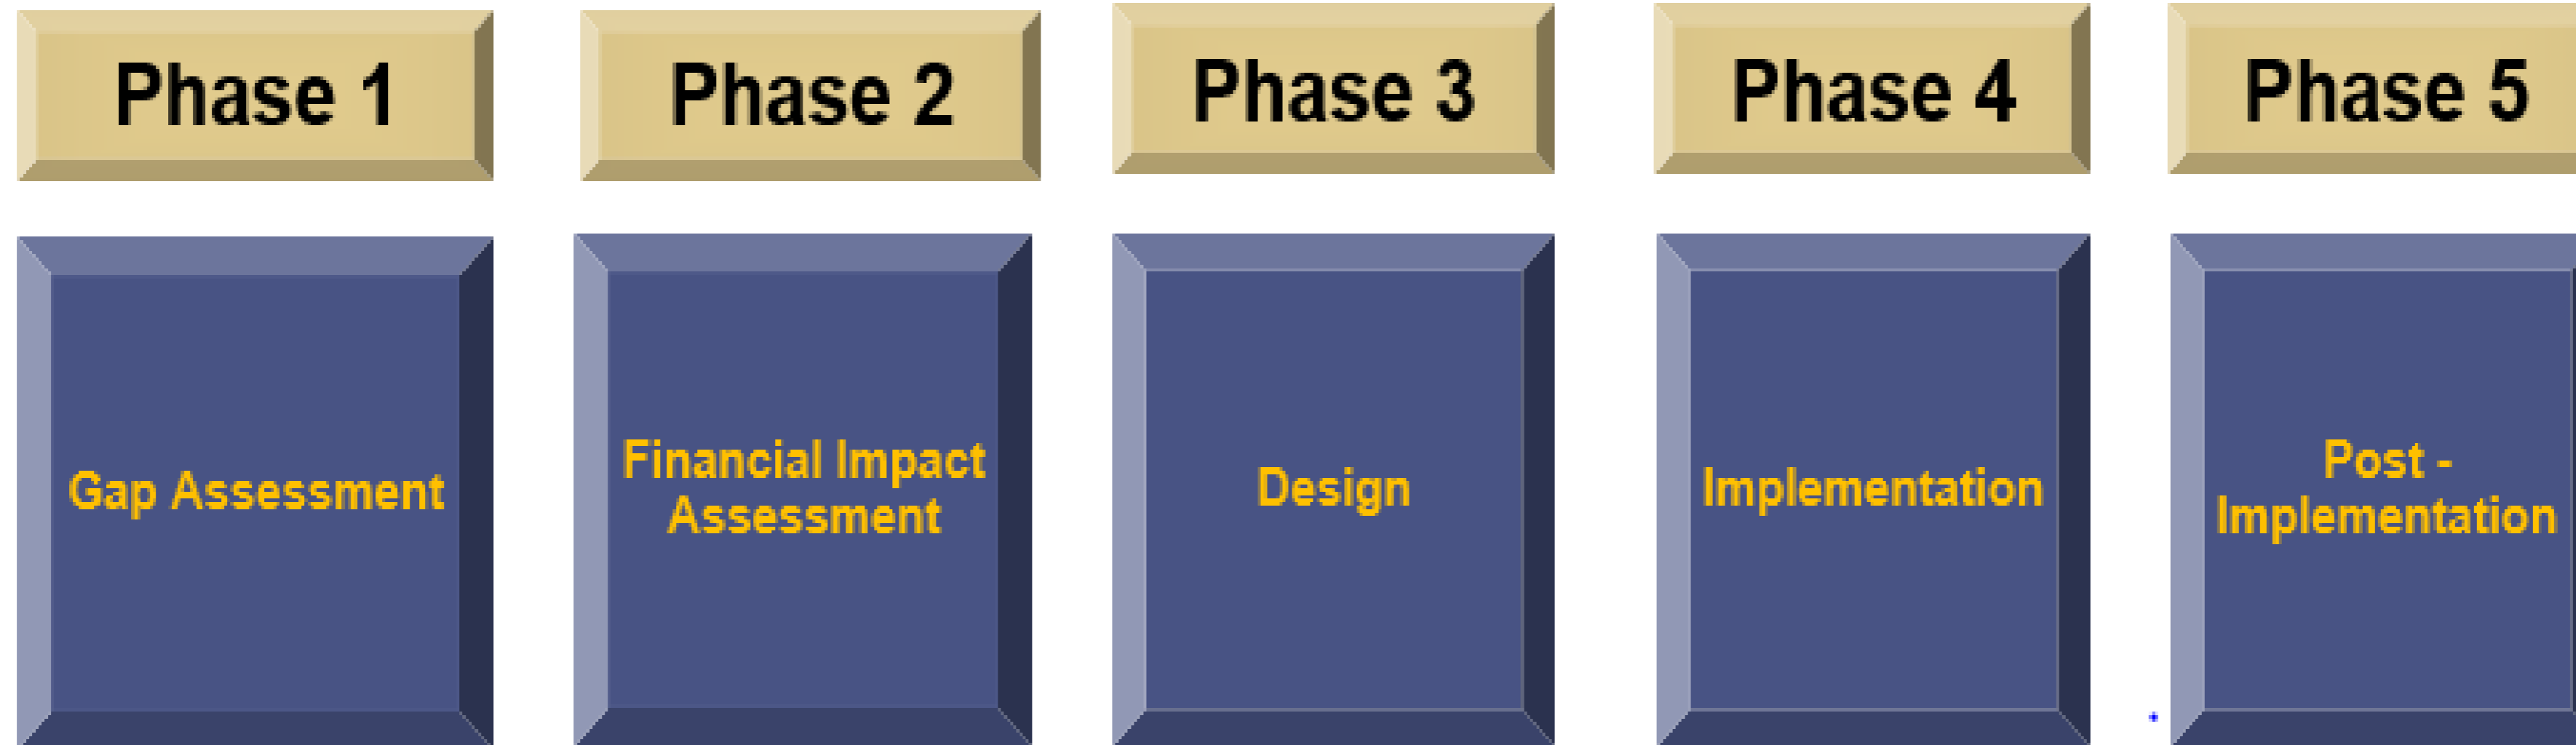 Phase 1
Phase 2
Phase 3
Phase 4
Phase 5
Gap Assessment
Financial Impact
Assessment
Design
Implementation
Post -
Implementation